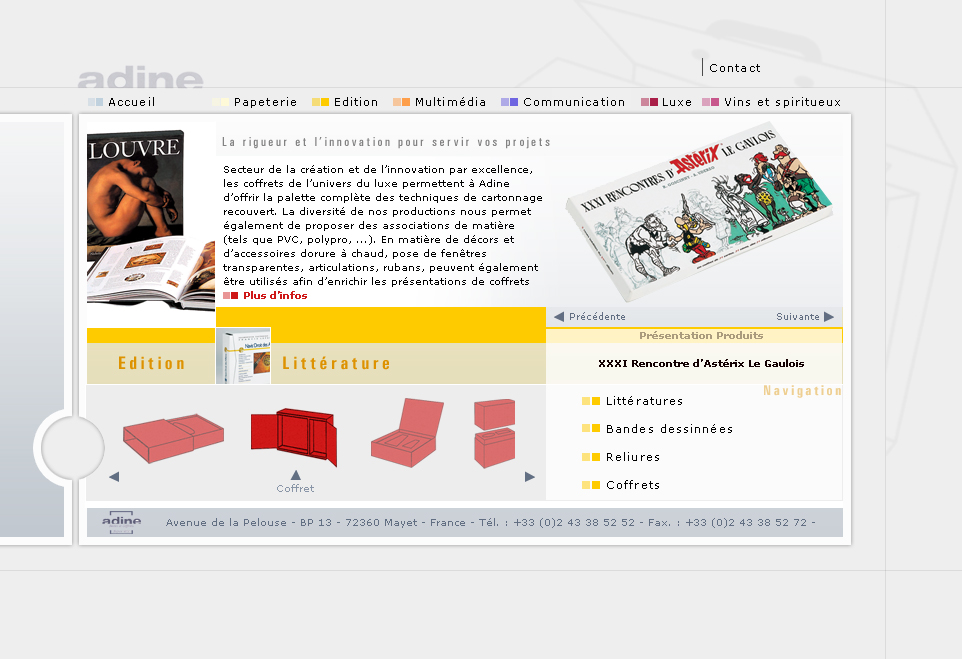 Contact
adine
Accueil Papeterie Edition Multimédia Communication Luxe Vins et spiritueux
LOUVRE
La rigueur et l'innovation pour servir vos projets
Secteur de la création et de l'innovation par excellence,
les coffrets de l'univers du luxe permettent à Adine
d'offrir la palette complète des techniques de cartonnage
recouvert. La diversité de nos productions nous permet
également de proposer des associations de matière
(tels que PVC, polypro, ...). En matière de décors et
d'accessoires dorure à chaud, pose de fenêtres
transparentes, articulations, rubans, peuvent également
être utilisés afin d'enrichir les présentations de coffrets
Plus d'infos
XXXI RENCONTRES D'Astérix LE GAULOIS
Précédente Suivante
Présentation Produits
Edition Littérature
XXXI Rencontre d'Astérix Le Gaulois
Navigation
Littératures
Bandes dessinnées
Reliures
Coffrets
Coffret
adine
Avenue de la Pelouse - BP 13 - 72360 Mayet - France - Tél. : +33 (0)2 43 38 52 52 - Fax. : +33 (0)2 43 38 52 72 -